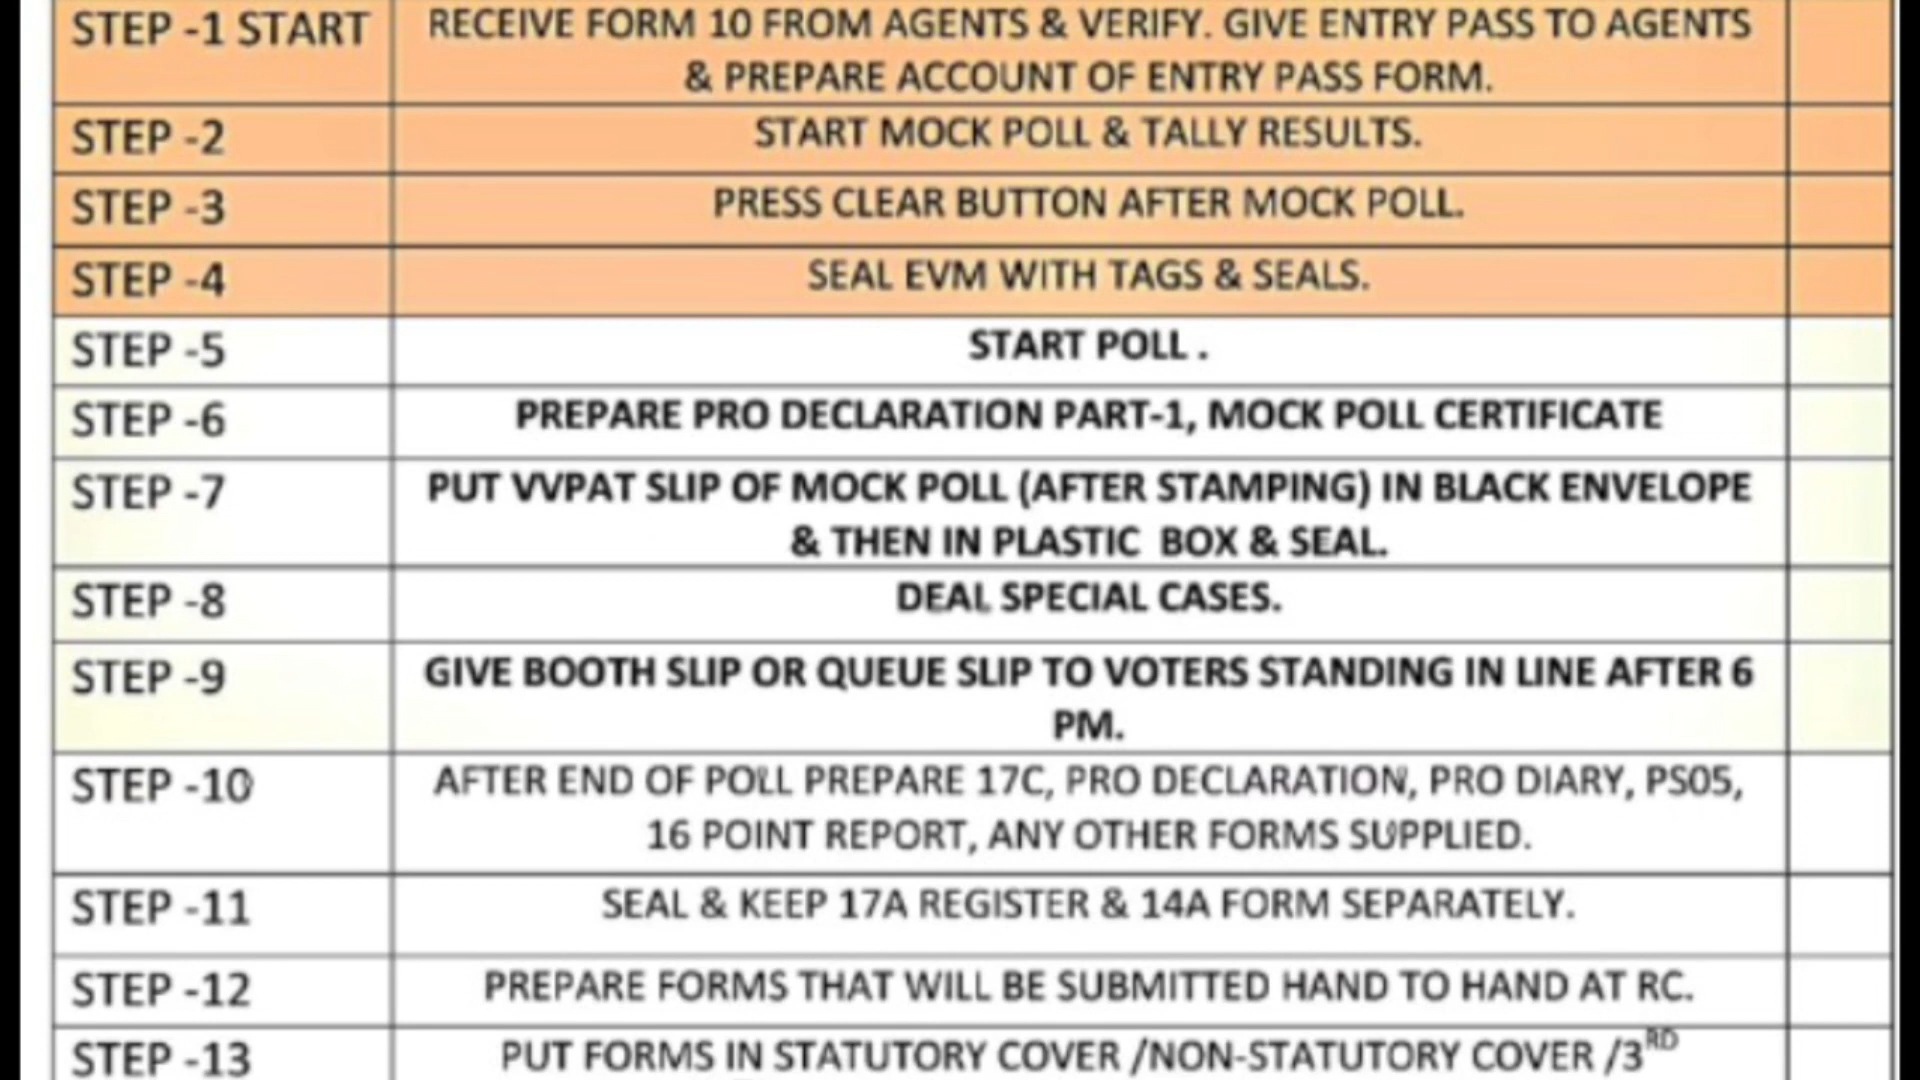 STEP -1 START RECEIVE FORM 10 FROM AGENTS & VERIFY. GIVE ENTRY PASS TO AGENTS
& PREPARE ACCOUNT OF ENTRY PASS FORM.
STEP -2 START MOCK POLL & TALLY RESULTS.
STEP -3 PRESS CLEAR BUTTON AFTER MOCK POLL.
STEP -4 SEAL EVM WITH TAGS & SEALS.
STEP -5 START POLL .
STEP -6 PREPARE PRO DECLARATION PART-1, MOCK POLL CERTIFICATE
STEP -7 PUT VVPAT SLIP OF MOCK POLL (AFTER STAMPING) IN BLACK ENVELOPE
& THEN IN PLASTIC BOX & SEAL.
STEP -8 DEAL SPECIAL CASES.
STEP -9 GIVE BOOTH SLIP OR QUEUE SLIP TO VOTERS STANDING IN LINE AFTER 6
PM.
STEP -10 AFTER END OF POLL PREPARE 17C, PRO DECLARATION, PRO DIARY, PS05,
16 POINT REPORT, ANY OTHER FORMS SUPPLIED.
STEP -11 SEAL & KEEP 17A REGISTER & 14A FORM SEPARATELY.
STEP -12 PREPARE FORMS THAT WILL BE SUBMITTED HAND TO HAND AT RC.
STEP -13 PUT FORMS IN STATUTORY COVER /NON-STATUTORY COVER /3RD